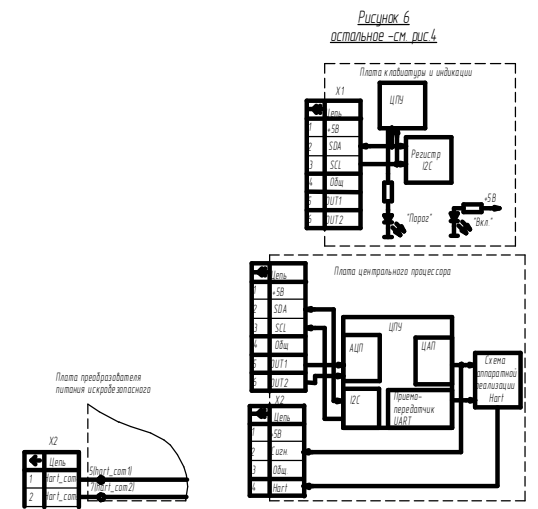 Рисунок 6
остальное -см. рис.4
Плата клавиатуры и индикации
X1
Цепь
1 +5В
2 SDA
3 SCL
4 Общ
5 OUT1
6 OUT2
ЦПУ
Регистр
I2C
"Порог"
+5В
"Вкл."
Плата центрального процессора
Цепь
1 +5В
2 SDA
3 SCL
4 Общ
5 OUT1
6 OUT2
ЦПУ
АЦП
ЦАП
I2C
Приемо-
передатчик
UART
Схема
аппаратной
реализации
Hart
X2
Цепь
1 +5В
2 Сигн.
3 Общ
4 Hart
Плата преобразователя
питания искробезопасного
X2
Цепь
1 Hart_com
2 Hart_com
5(hart_com1)
7(hart_com2)